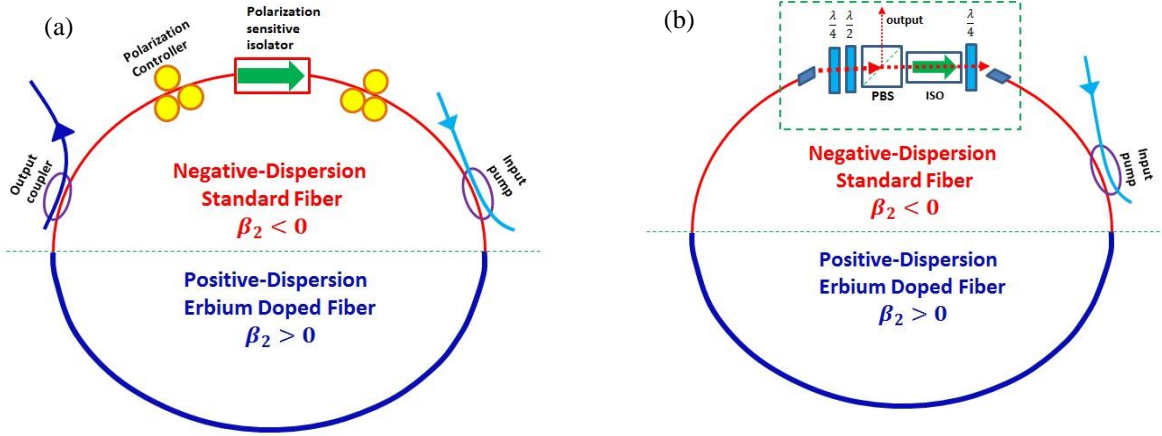 (a)
Polarization
sensitive
isolator
Polarization
Controller
Output
coupler
Input
pump
Negative-Dispersion
Standard Fiber
β₂ < 0
Positive-Dispersion
Erbium Doped Fiber
β₂ > 0
(b)
λ/4
λ/2
output
λ/4
PBS
ISO
Input
pump
Negative-Dispersion
Standard Fiber
β₂ < 0
Positive-Dispersion
Erbium Doped Fiber
β₂ > 0